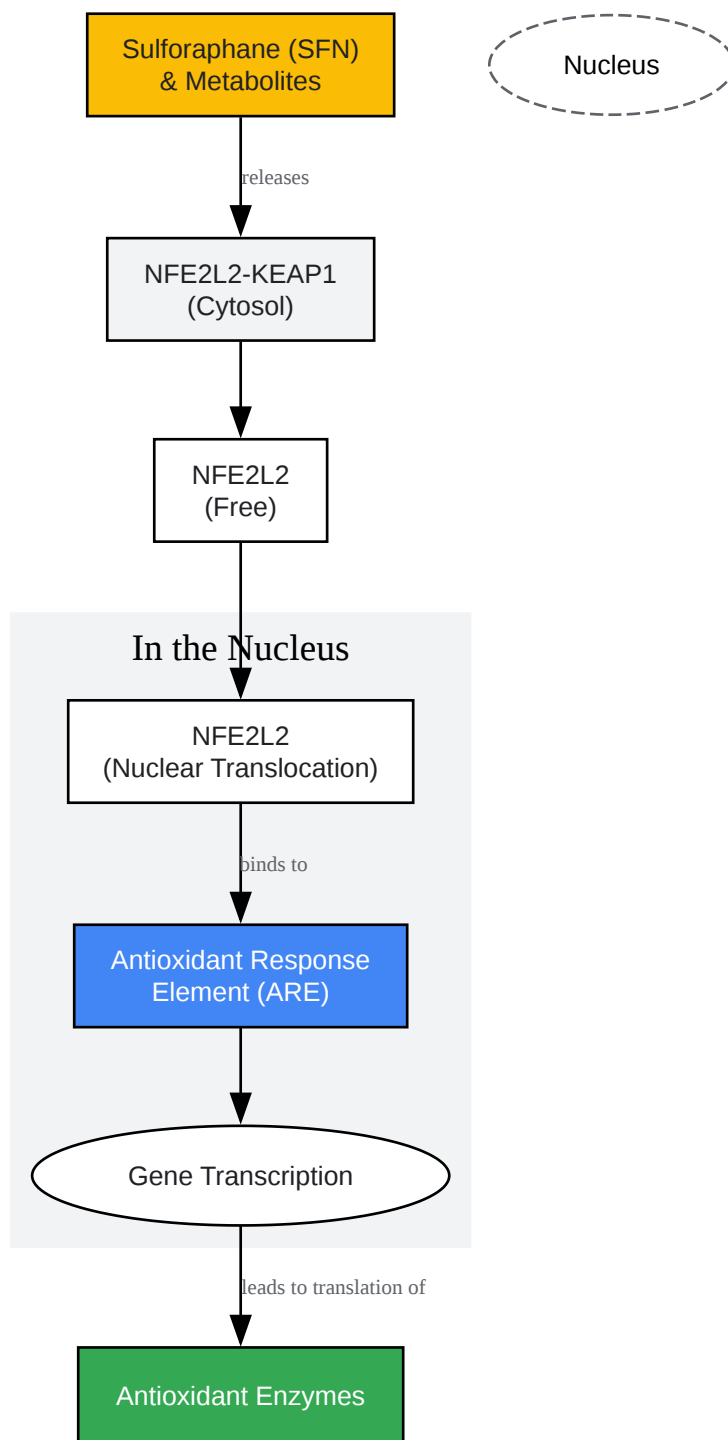 Sulforaphane (SFN)
& Metabolites
Nucleus
releases
NFE2L2-KEAP1
(Cytosol)
NFE2L2
(Free)
In the Nucleus
NFE2L2
(Nuclear Translocation)
binds to
Antioxidant Response
Element (ARE)
Gene Transcription
leads to translation of
Antioxidant Enzymes